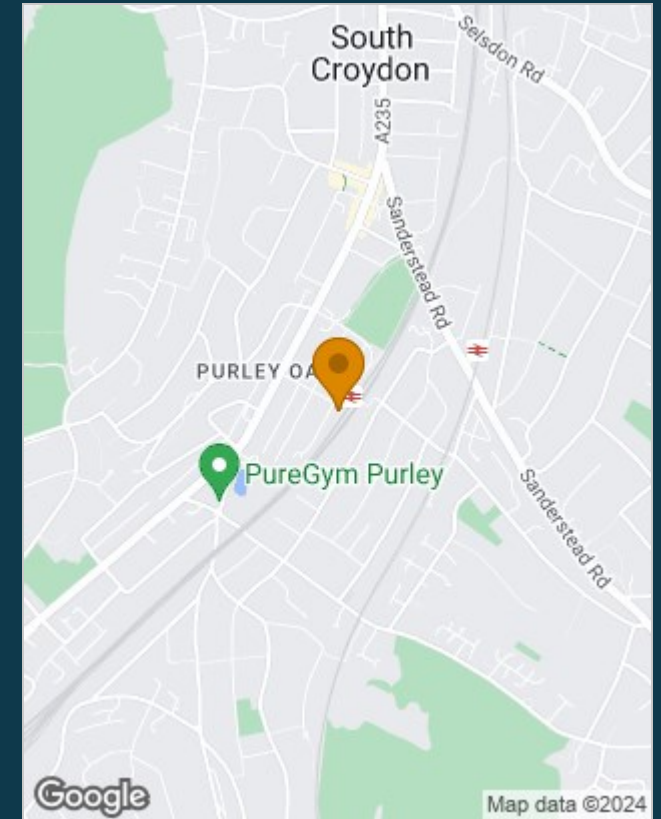 South
Croydon
Selsdon Rd
A235
Sanderstead Rd
PURLEY OA
PureGym Purley
Sanderstead Rd
Google
Map data ©2024